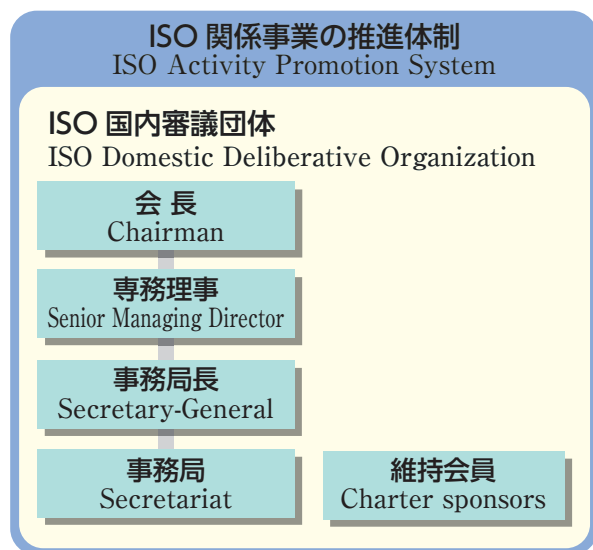 ISO 関係事業の推進体制
ISO Activity Promotion System
ISO 国内審議団体
ISO Domestic Deliberative Organization
会 長
Chairman
専務理事
Senior Managing Director
事務局長
Secretary-General
事務局
Secretariat
維持会員
Charter sponsors